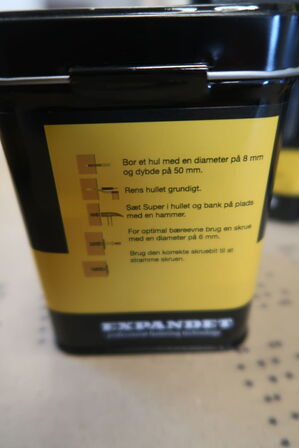 Bor et hul med en diameter på 8 mm
og dybde på 50 mm.
Rens hullet grundigt.
Sæt Super i hullet og bank på plads
med en hammer.
For optimal bæreevne brug en skrue
med en diameter på 6 mm.
Brug den korrekte skruebit til at
stramme skruen.
EXPANDET
professional fastening technology